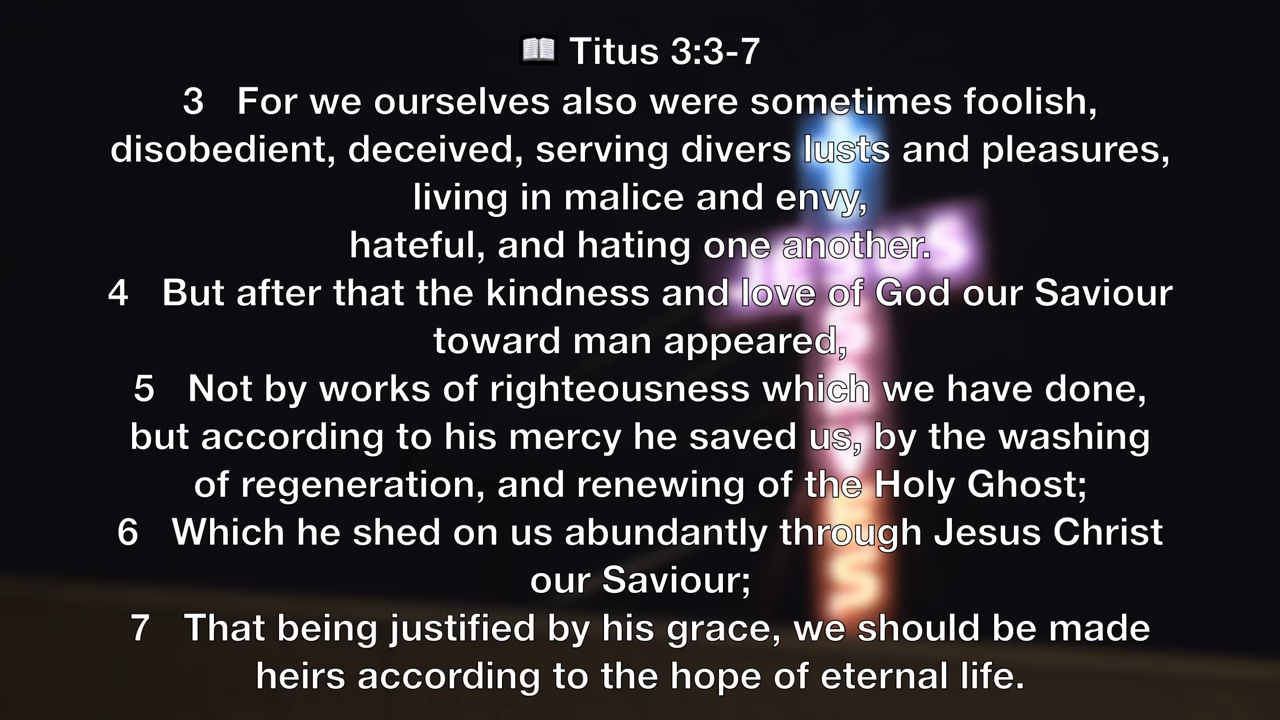 📖 Titus 3:3-7
3 For we ourselves also were sometimes foolish,
disobedient, deceived, serving divers lusts and pleasures,
living in malice and envy,
hateful, and hating one another.
4 But after that the kindness and love of God our Saviour
toward man appeared,
5 Not by works of righteousness which we have done,
but according to his mercy he saved us, by the washing
of regeneration, and renewing of the Holy Ghost;
6 Which he shed on us abundantly through Jesus Christ
our Saviour;
7 That being justified by his grace, we should be made
heirs according to the hope of eternal life.